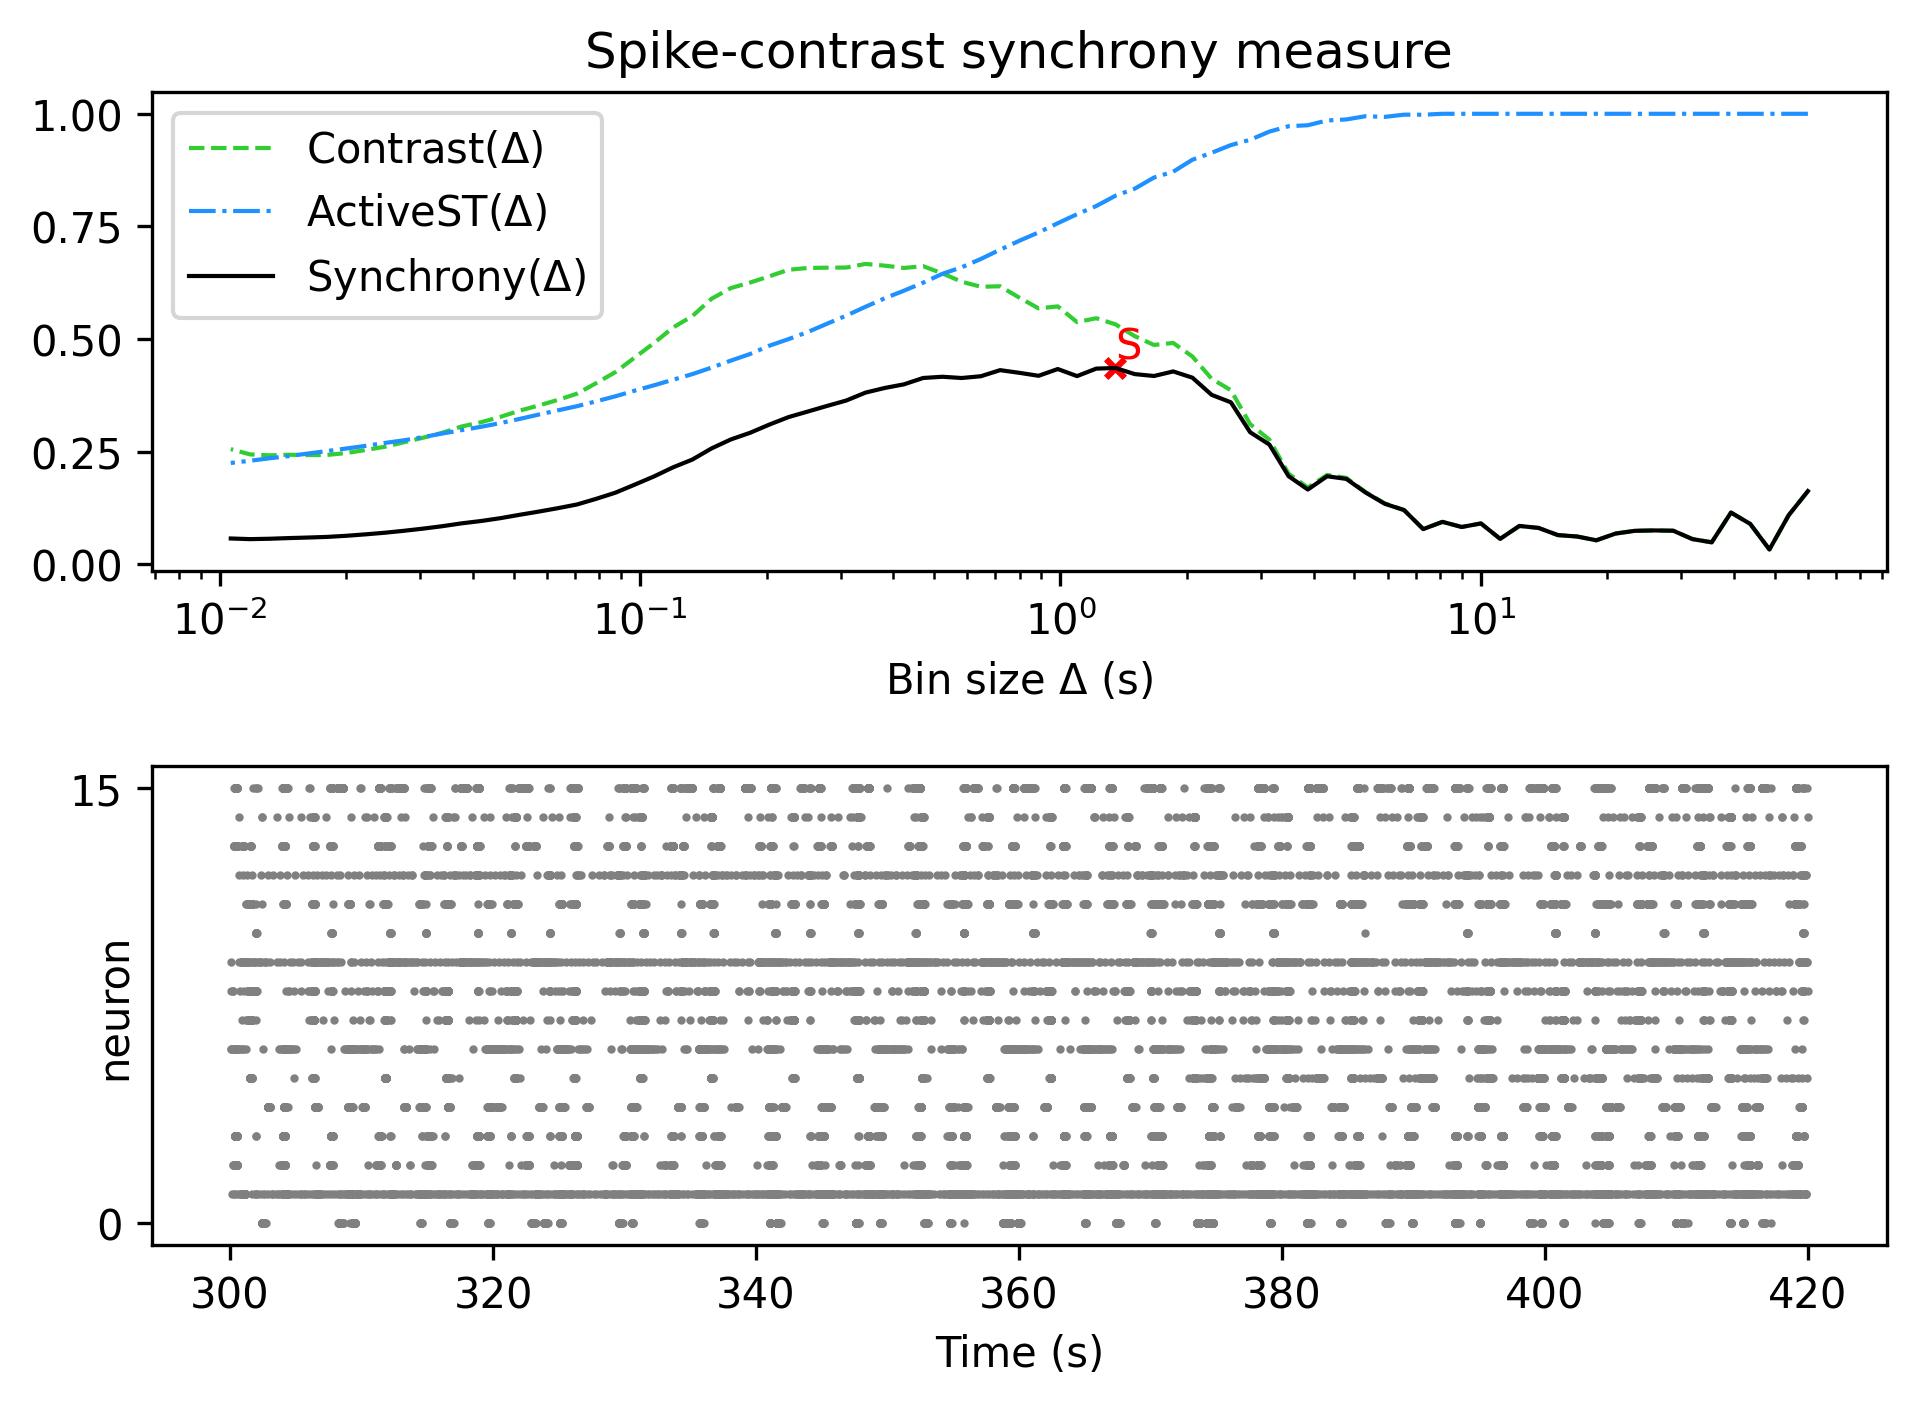 Spike-contrast synchrony measure
1.00
0.75
0.50
0.25
0.00
Contrast(Δ)
ActiveST(Δ)
Synchrony(Δ)
S
10⁻² 10⁻¹ 10⁰ 10¹
Bin size Δ (s)
15
0
neuron
300 320 340 360 380 400 420
Time (s)